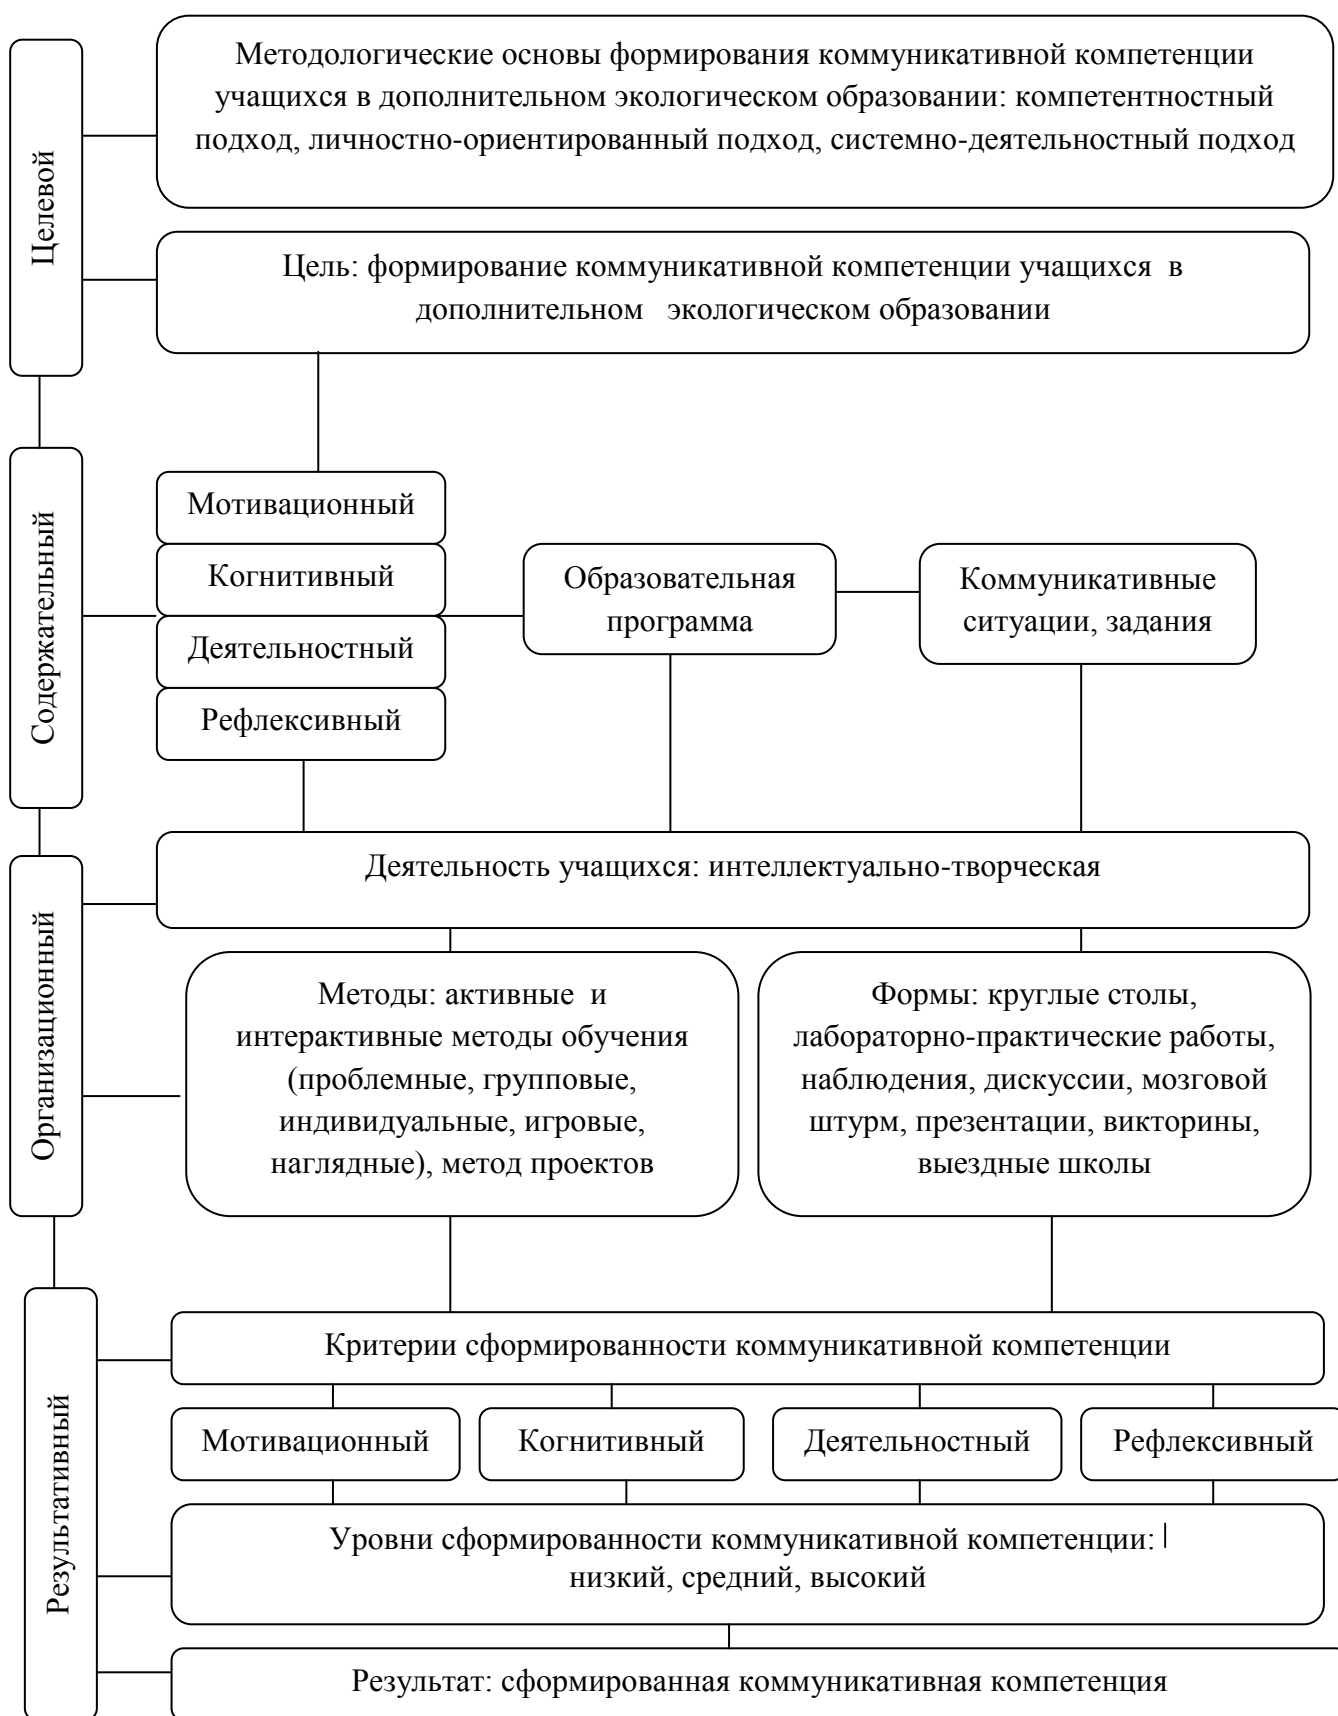 Целевой
Методологические основы формирования коммуникативной компетенции
учащихся в дополнительном экологическом образовании: компетентностный
подход, личностно-ориентированный подход, системно-деятельностный подход
Цель: формирование коммуникативной компетенции учащихся в
дополнительном экологическом образовании
Содержательный
Мотивационный
Когнитивный
Деятельностный
Рефлексивный
Образовательная
программа
Коммуникативные
ситуации, задания
Организационный
Деятельность учащихся: интеллектуально-творческая
Методы: активные и
интерактивные методы обучения
(проблемные, групповые,
индивидуальные, игровые,
наглядные), метод проектов
Формы: круглые столы,
лабораторно-практические работы,
наблюдения, дискуссии, мозговой
штурм, презентации, викторины,
выездные школы
Результативный
Критерии сформированности коммуникативной компетенции
Мотивационный
Когнитивный
Деятельностный
Рефлексивный
Уровни сформированности коммуникативной компетенции:
низкий, средний, высокий
Результат: сформированная коммуникативная компетенция